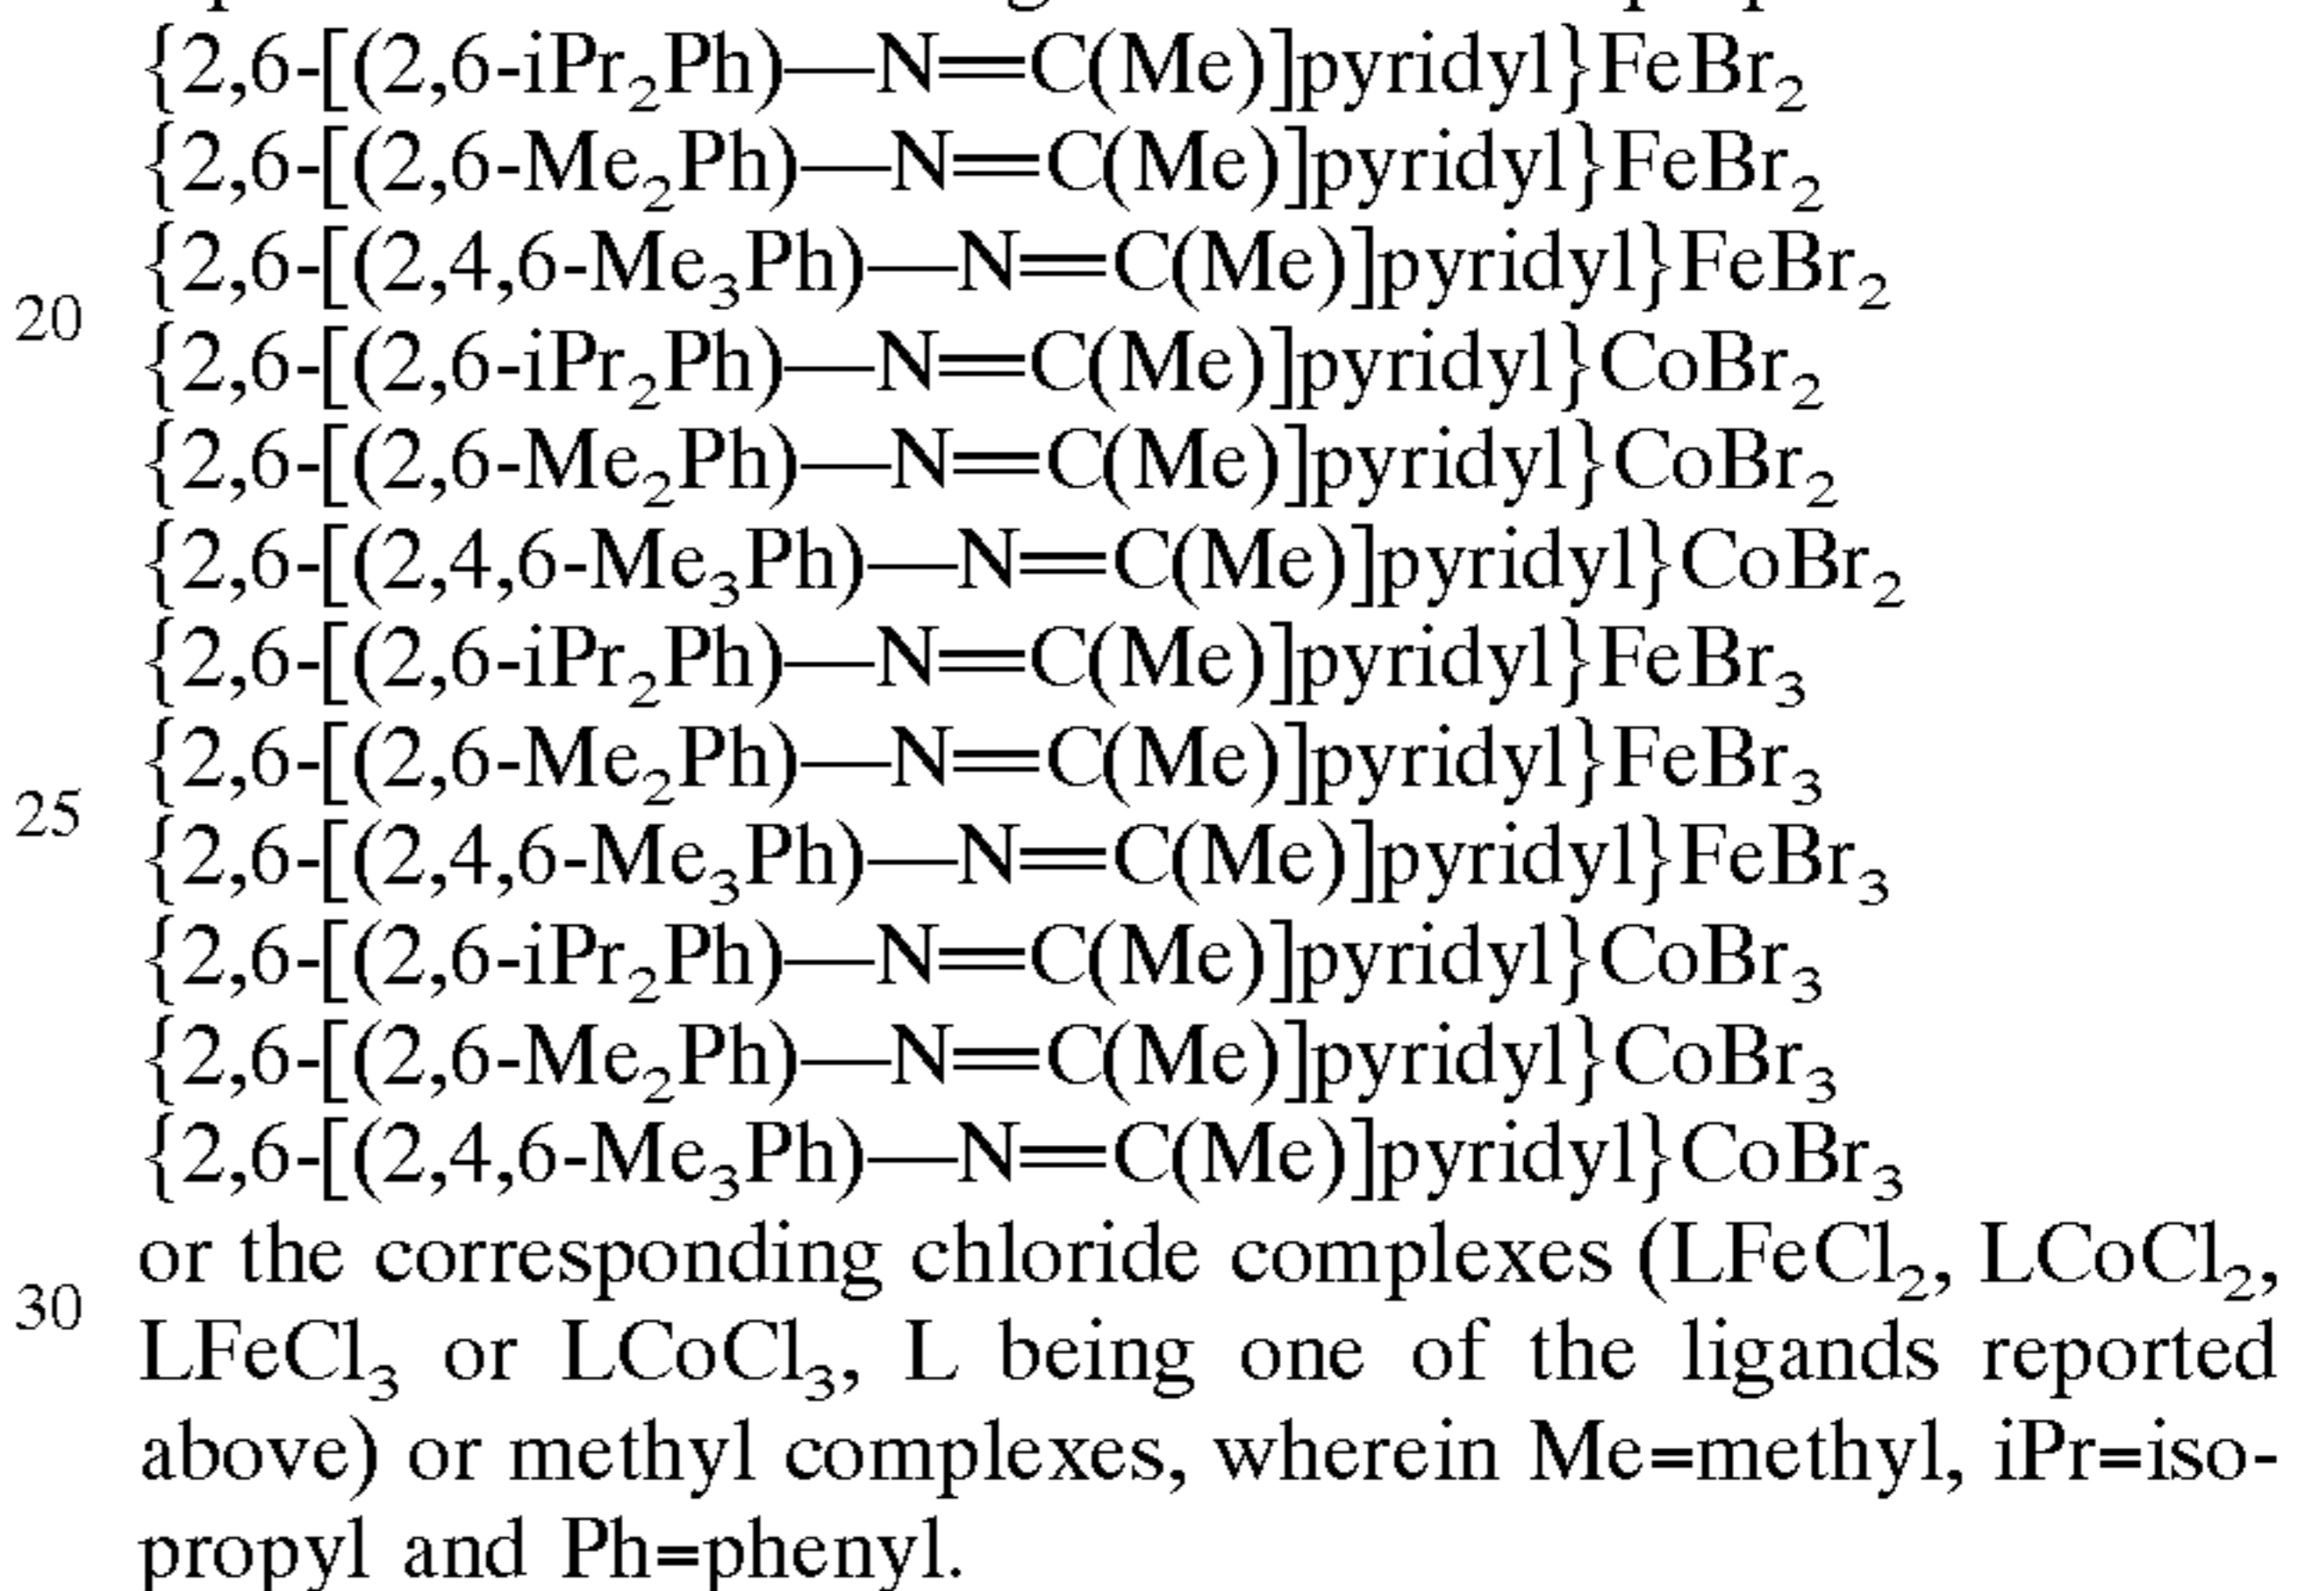 {2,6-[(2,6-iPr₂Ph)—N═C(Me)]pyridyl}FeBr₂
{2,6-[(2,6-Me₂Ph)—N═C(Me)]pyridyl}FeBr₂
{2,6-[(2,4,6-Me₃Ph)—N═C(Me)]pyridyl}FeBr₂
20
{2,6-[(2,6-iPr₂Ph)—N═C(Me)]pyridyl}CoBr₂
{2,6-[(2,6-Me₂Ph)—N═C(Me)]pyridyl}CoBr₂
{2,6-[(2,4,6-Me₃Ph)—N═C(Me)]pyridyl}CoBr₂
{2,6-[(2,6-iPr₂Ph)—N═C(Me)]pyridyl}FeBr₃
{2,6-[(2,6-Me₂Ph)—N═C(Me)]pyridyl}FeBr₃
25
{2,6-[(2,4,6-Me₃Ph)—N═C(Me)]pyridyl}FeBr₃
{2,6-[(2,6-iPr₂Ph)—N═C(Me)]pyridyl}CoBr₃
{2,6-[(2,6-Me₂Ph)—N═C(Me)]pyridyl}CoBr₃
{2,6-[(2,4,6-Me₃Ph)—N═C(Me)]pyridyl}CoBr₃
or the corresponding chloride complexes (LFeCl₂, LCoCl₂,
30
LFeCl₃ or LCoCl₃, L being one of the ligands reported
above) or methyl complexes, wherein Me=methyl, iPr=iso-
propyl and Ph=phenyl.